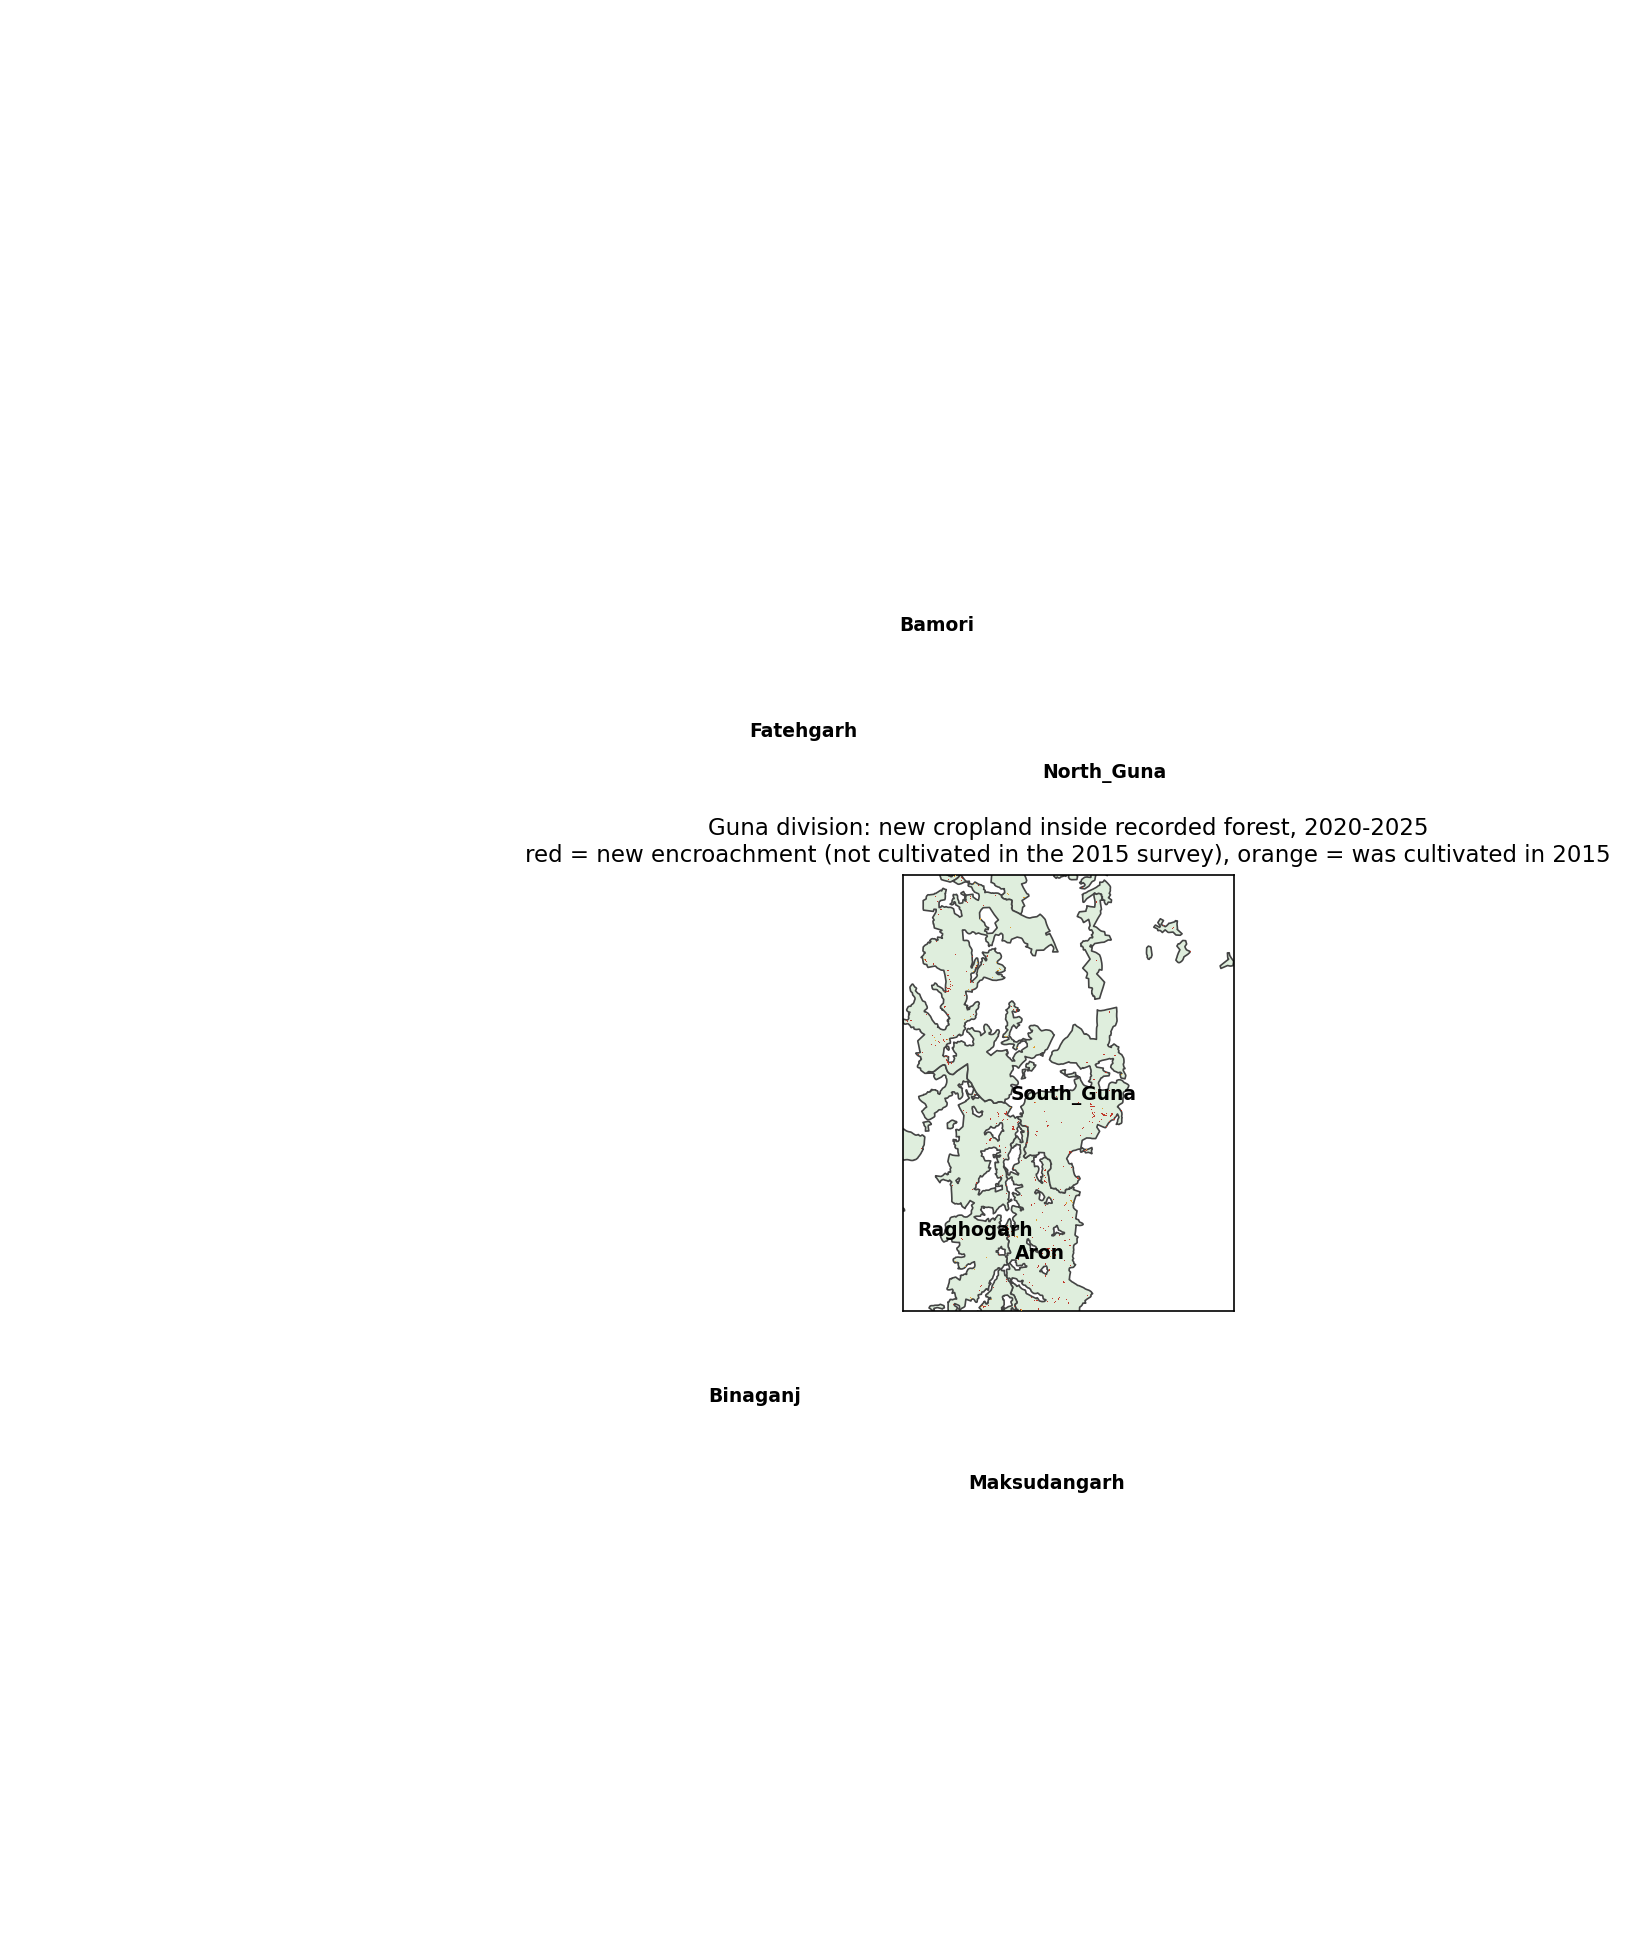 Bamori
Fatehgarh
North_Guna
Guna division: new cropland inside recorded forest, 2020-2025
red = new encroachment (not cultivated in the 2015 survey), orange = was cultivated in 2015
South_Guna
Raghogarh
Aron
Binaganj
Maksudangarh